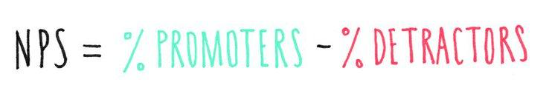 NPS = % PROMOTERS - % DETRACTORS